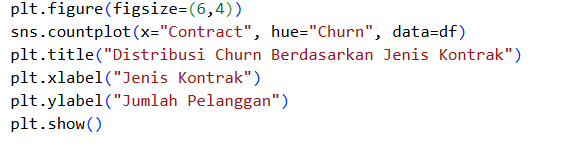 plt.figure(figsize=(6,4))
sns.countplot(x="Contract", hue="Churn", data=df)
plt.title("Distribusi Churn Berdasarkan Jenis Kontrak")
plt.xlabel("Jenis Kontrak")
plt.ylabel("Jumlah Pelanggan")
plt.show()